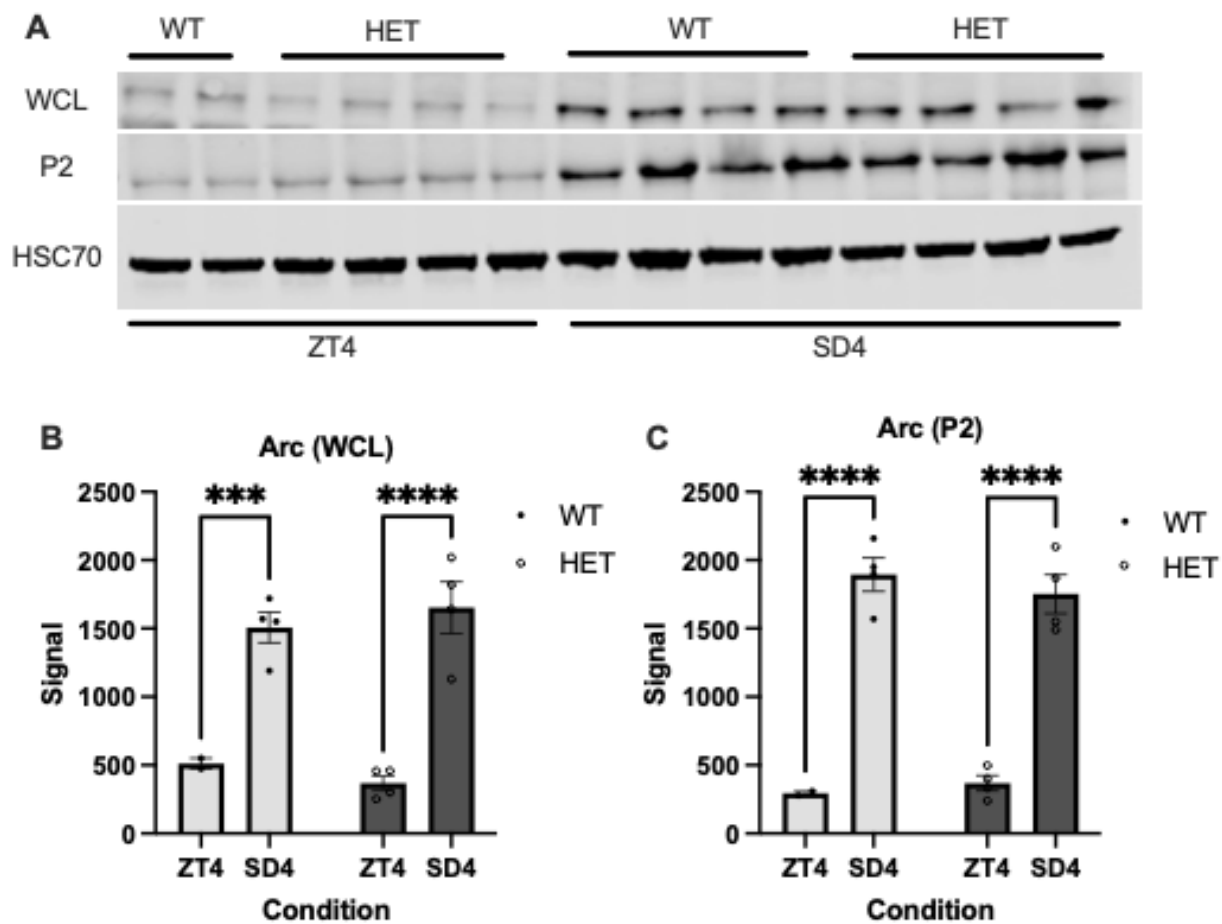 A
WT HET WT HET
WCL
P2
HSC70
ZT4 SD4
B
Arc (WCL)
*** ****
2500
2000
1500
1000
500
0
Signal
WT
HET
ZT4 SD4 ZT4 SD4
Condition
C
Arc (P2)
**** ****
2500
2000
1500
1000
500
0
Signal
WT
HET
ZT4 SD4 ZT4 SD4
Condition